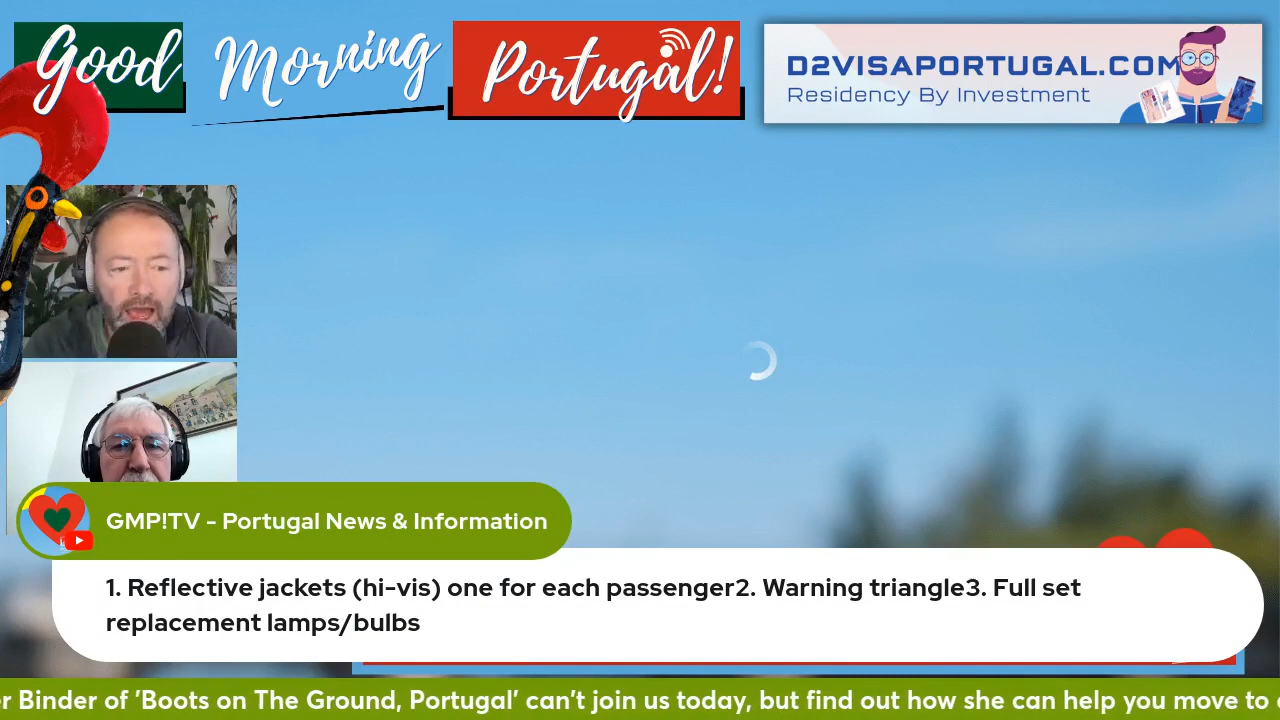 Good Morning Portugal!
D2VISAPORTUGAL.COM
Residency By Investment
GMP!TV - Portugal News & Information
1. Reflective jackets (hi-vis) one for each passenger2. Warning triangle3. Full set
replacement lamps/bulbs
Binder of 'Boots on The Ground, Portugal' can't join us today, but find out how she can help you move to